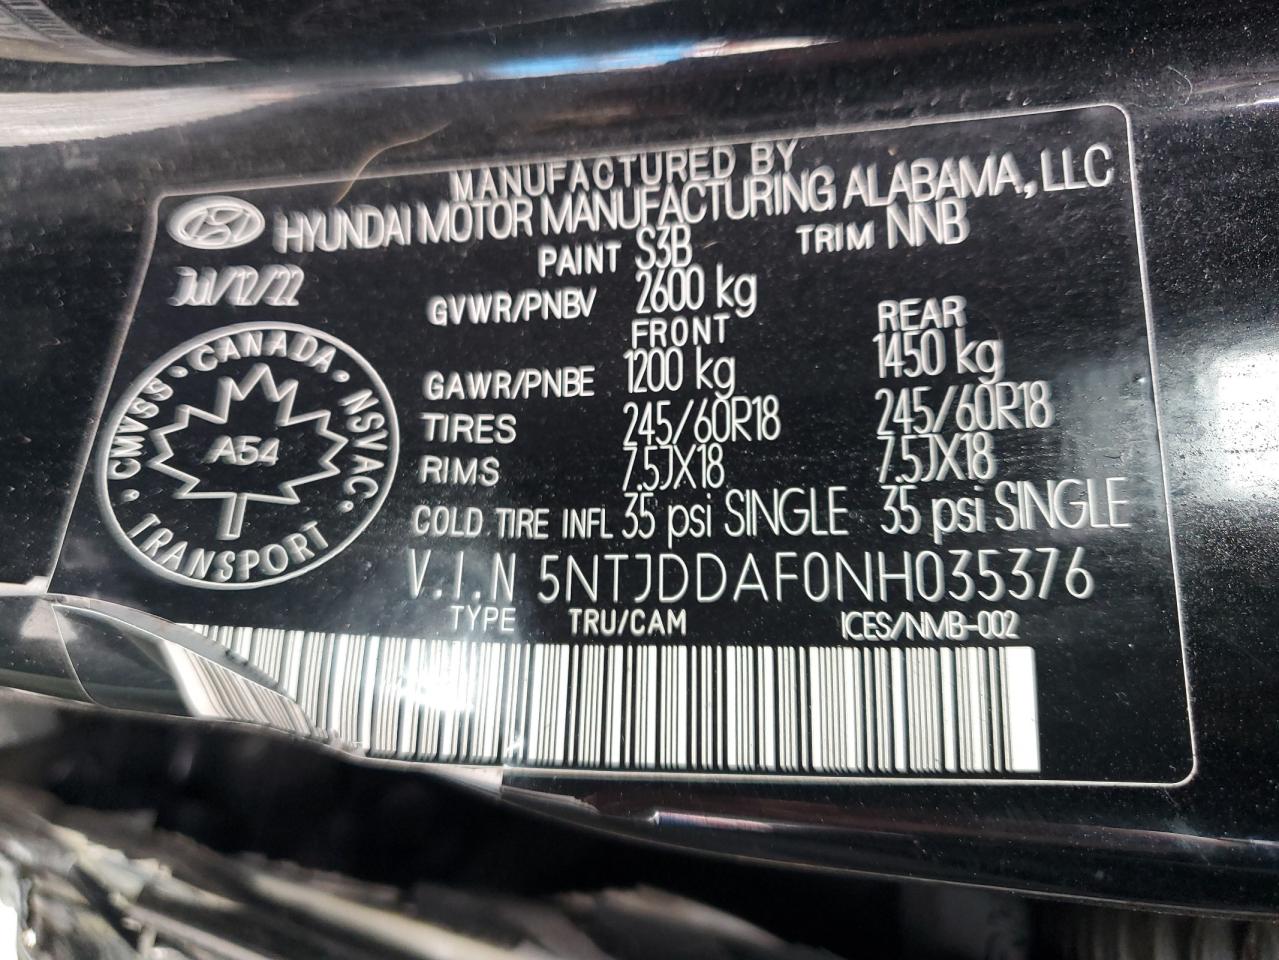 MANUFACTURED BY
HYUNDAI MOTOR MANUFACTURING ALABAMA, LLC
PAINT S3B TRIM NNB
JUL/12/22
GVWR/PNBV 2600 kg
FRONT REAR
GAWR/PNBE 1200 kg 1450 kg
TIRES 245/60R18 245/60R18
RIMS 7.5JX18 7.5JX18
COLD TIRE INFL 35 psi SINGLE 35 psi SINGLE
V.I.N 5NTJDDAF0NH035376
TYPE TRU/CAM ICES/NMB-002
CMVSS · CANADA · NSVAC · TRANSPORT ·
A54